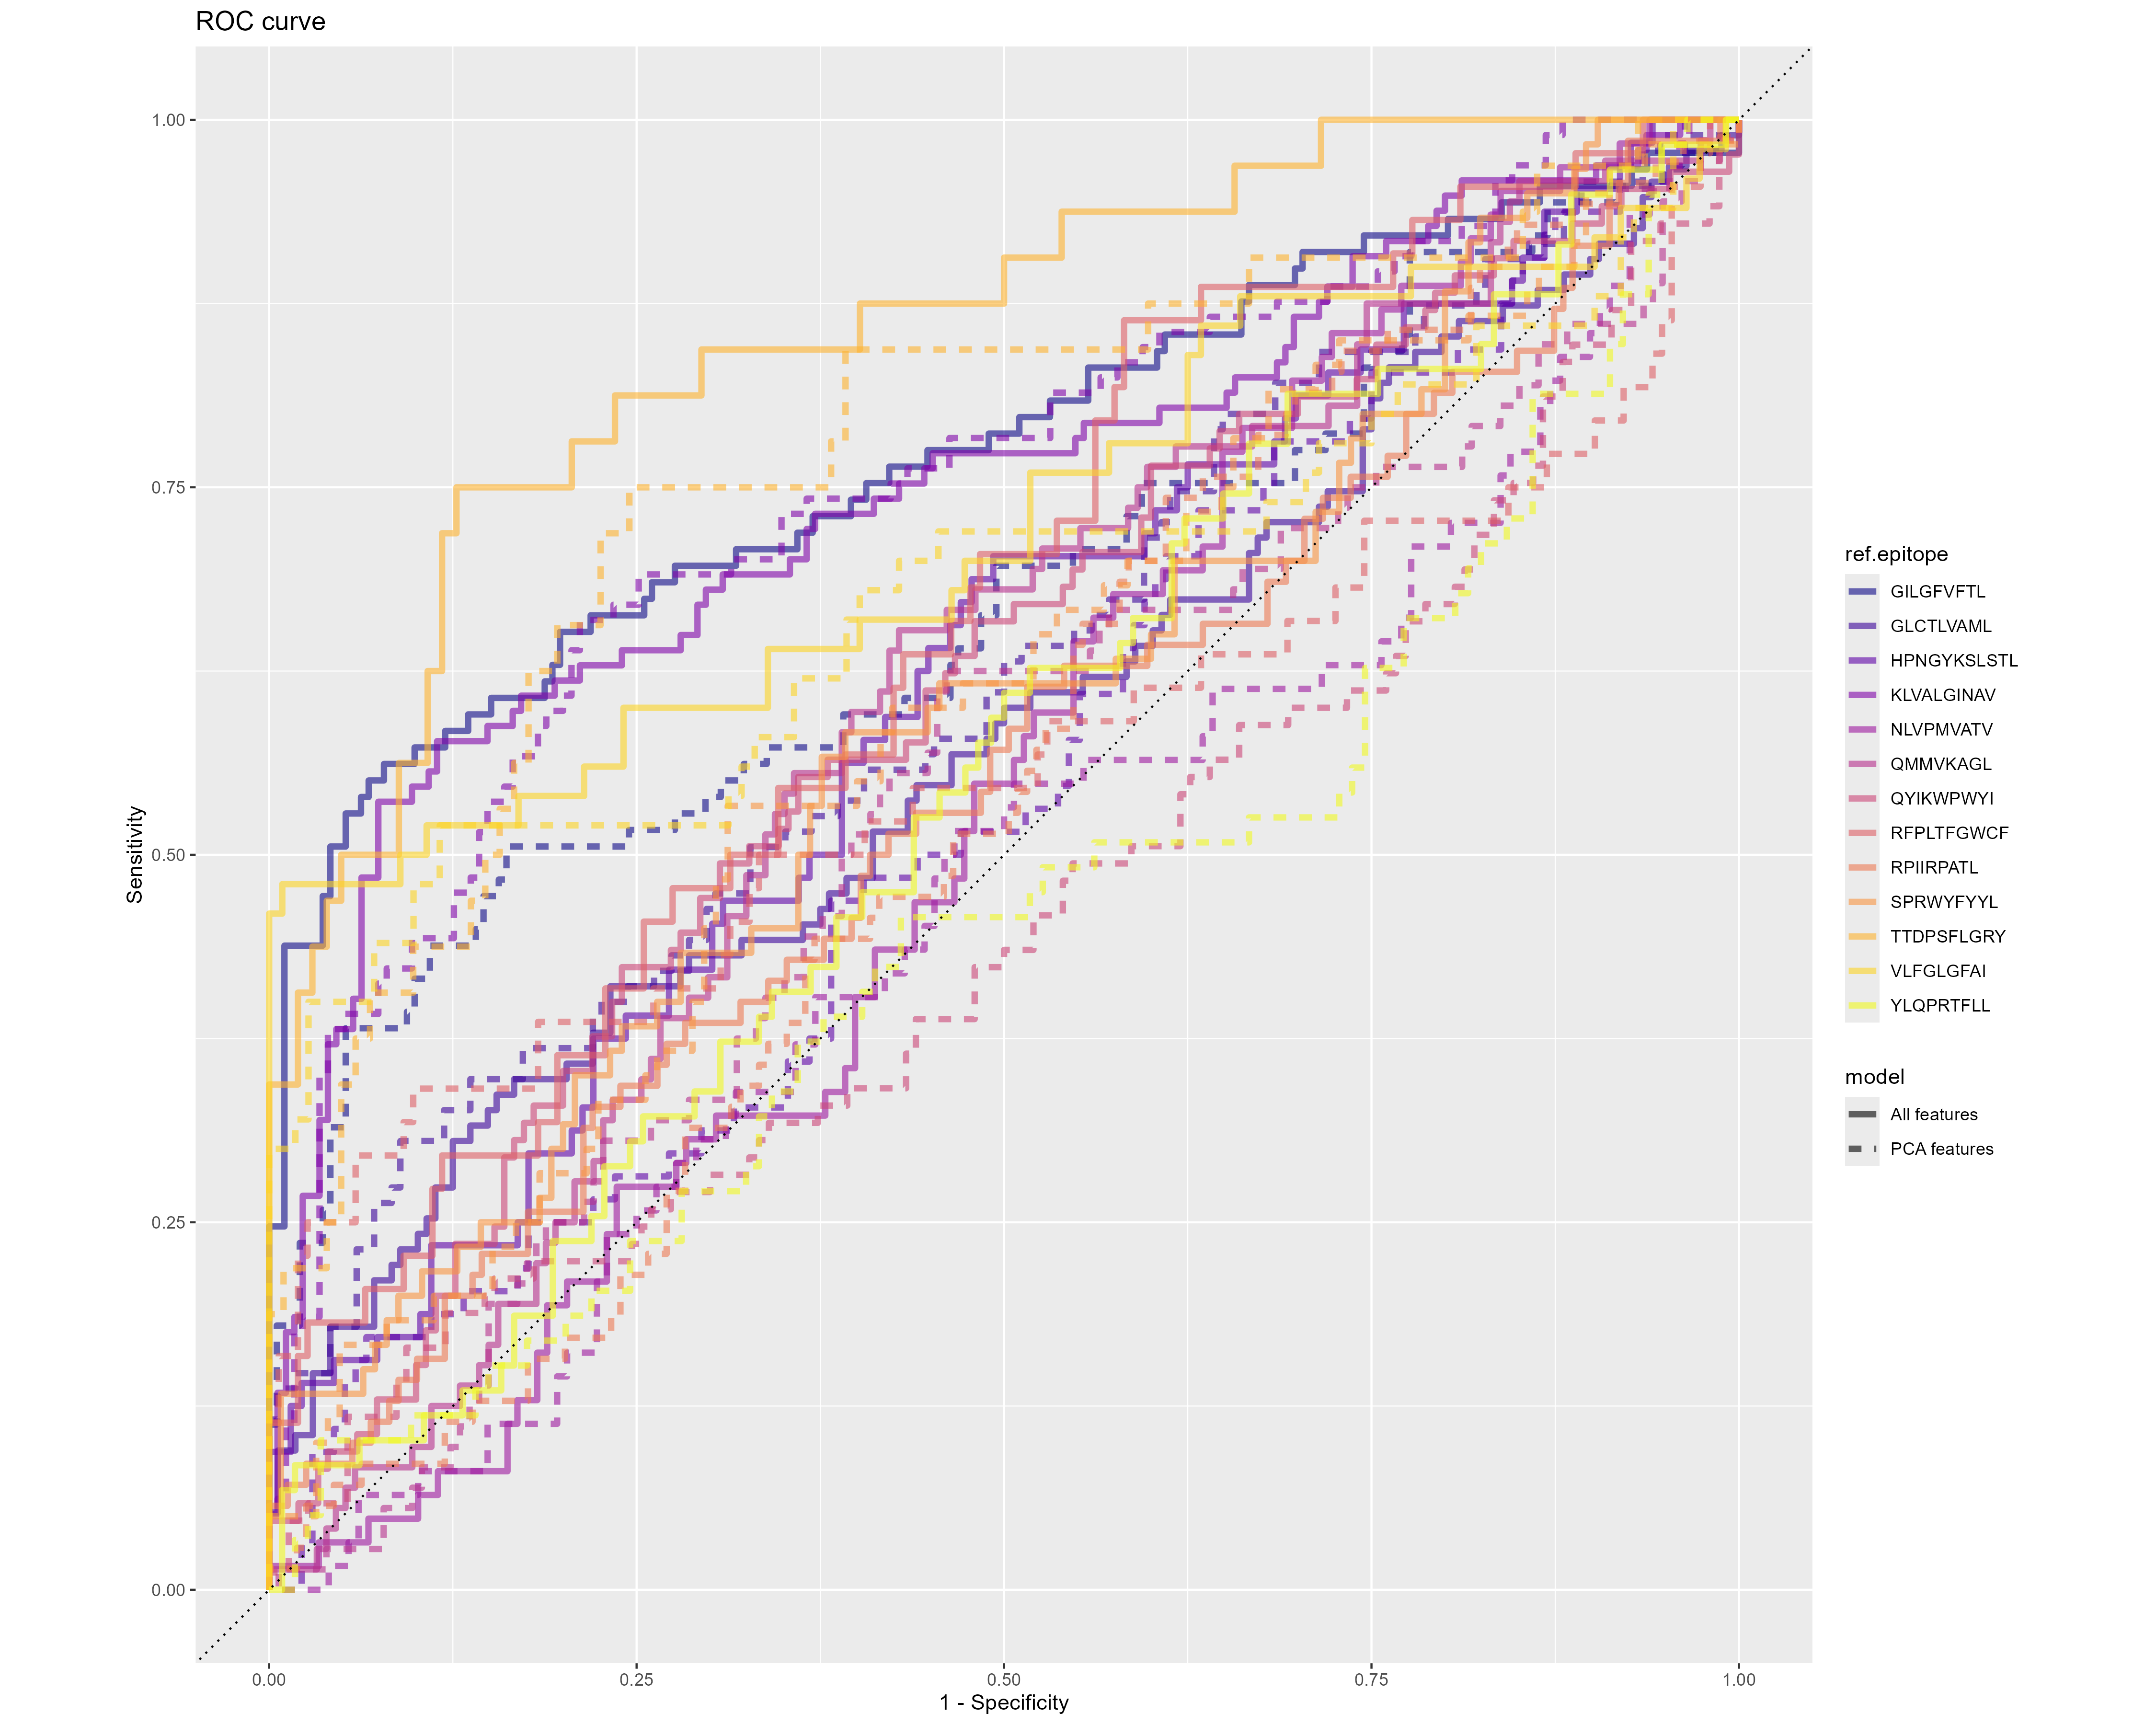 ROC curve
1.00
0.75
0.50
0.25
0.00
Sensitivity
0.00
0.25
0.50
0.75
1.00
1 - Specificity
ref.epitope
GILGFVFTL
GLCTLVAML
HPNGYKSLSTL
KLVALGINAV
NLVPMVATV
QMMVKAGL
QYIKWPWYI
RFPLTFGWCF
RPIIRPATL
SPRWYFYYL
TTDPSFLGRY
VLFGLGFAI
YLQPRTFLL
model
All features
PCA features